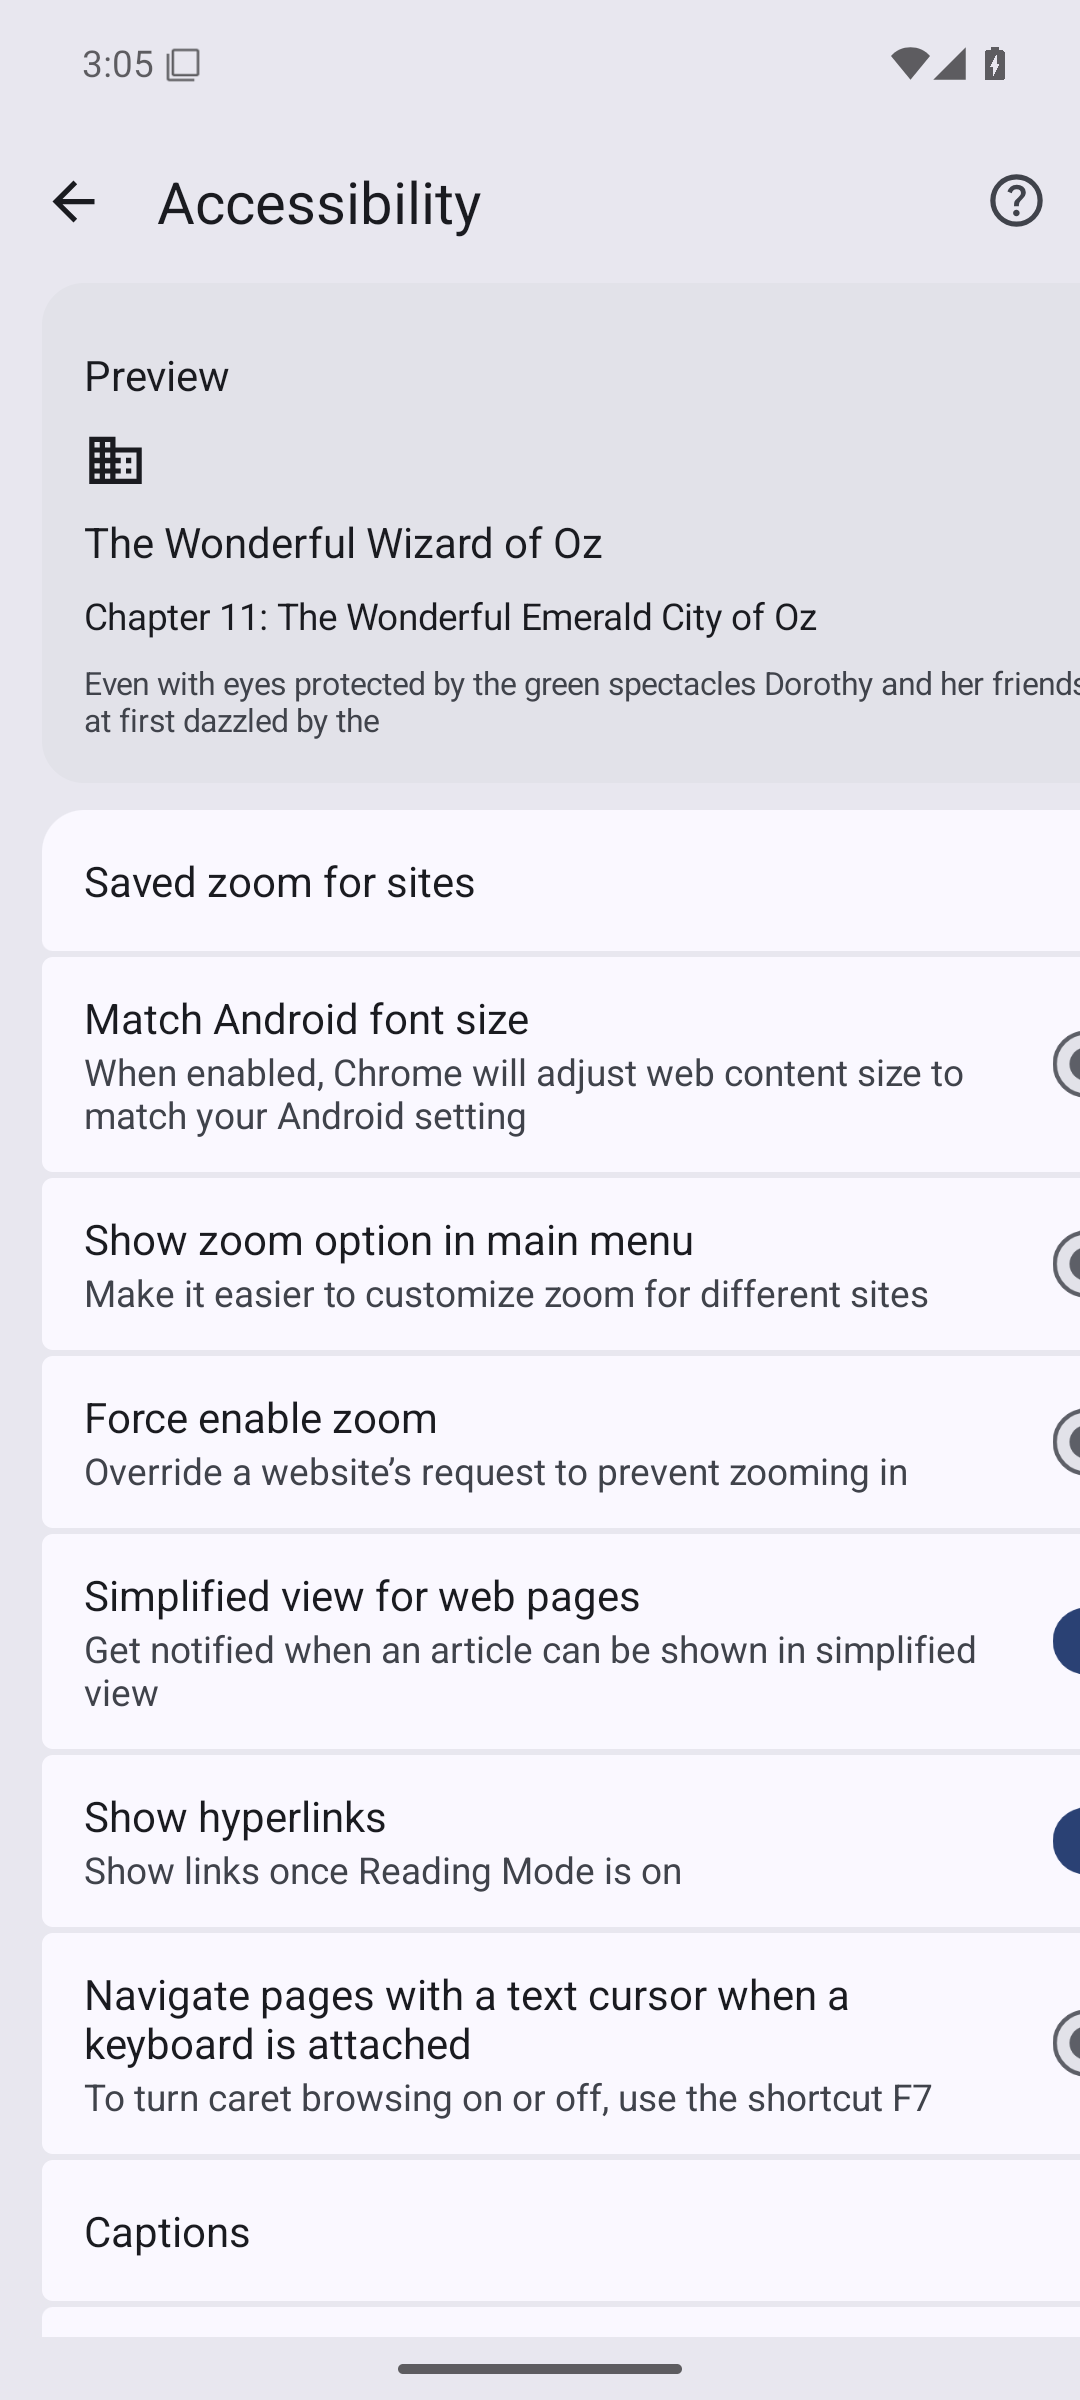 3:05
Accessibility
Preview
The Wonderful Wizard of Oz
Chapter 11: The Wonderful Emerald City of Oz
Even with eyes protected by the green spectacles Dorothy and her friends
at first dazzled by the
Saved zoom for sites
Match Android font size
When enabled, Chrome will adjust web content size to
match your Android setting
Show zoom option in main menu
Make it easier to customize zoom for different sites
Force enable zoom
Override a website’s request to prevent zooming in
Simplified view for web pages
Get notified when an article can be shown in simplified
view
Show hyperlinks
Show links once Reading Mode is on
Navigate pages with a text cursor when a
keyboard is attached
To turn caret browsing on or off, use the shortcut F7
Captions